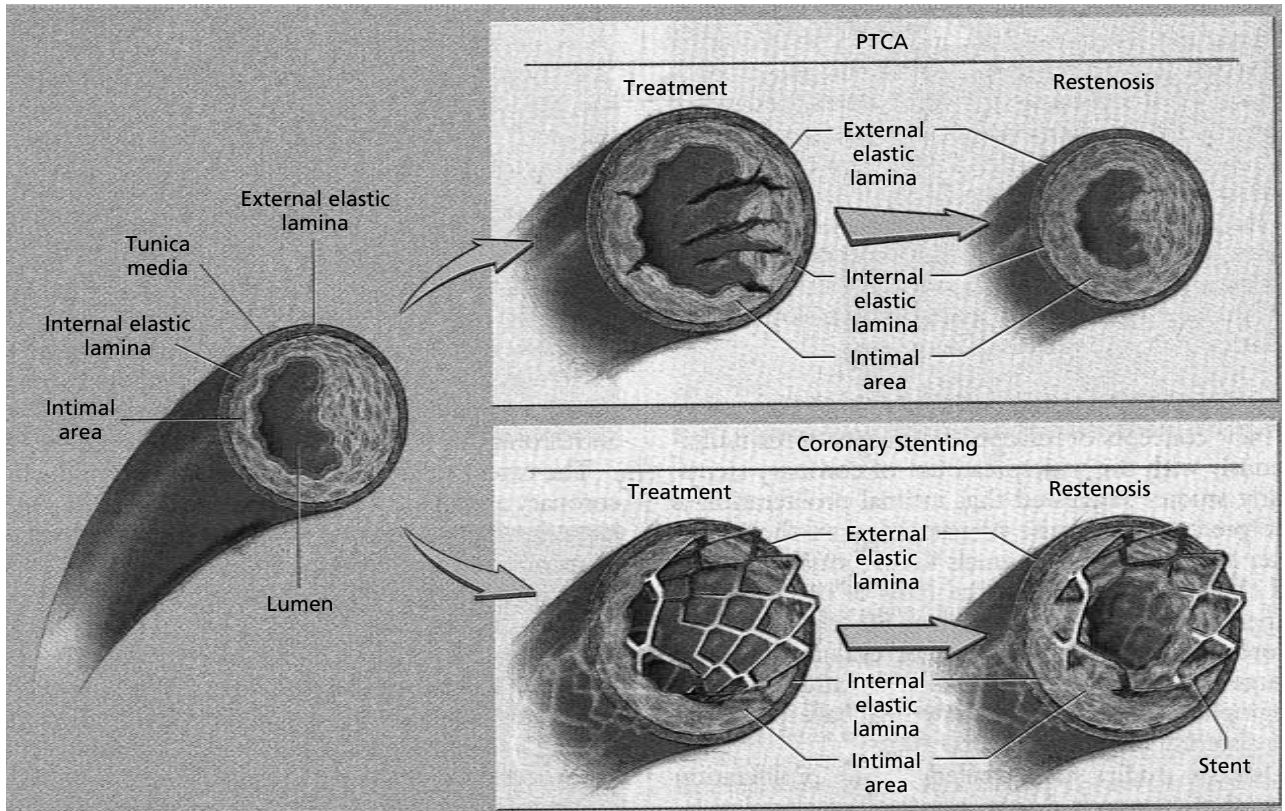 PTCA
Treatment
Restenosis
External
elastic
lamina
Internal
elastic
lamina
Intimal
area
External elastic
lamina
Tunica
media
Internal elastic
lamina
Intimal
area
Lumen
Coronary Stenting
Treatment
Restenosis
External
elastic
lamina
Internal
elastic
lamina
Intimal
area
Stent